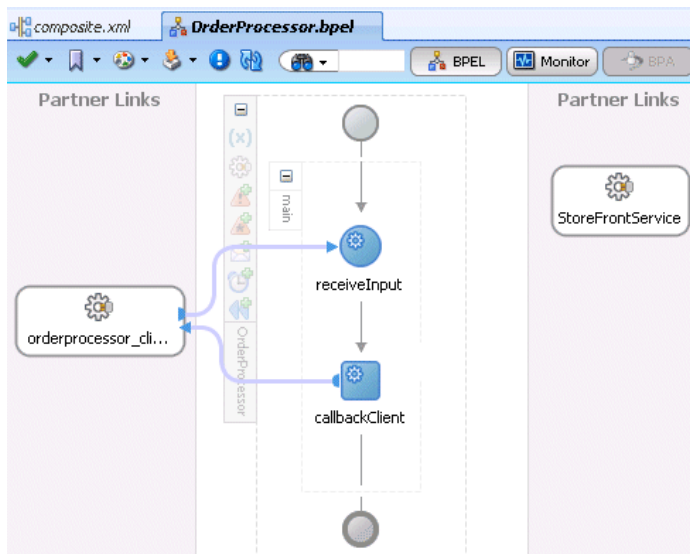 composite.xml
OrderProcessor.bpel
BPEL
Monitor
BPA
Partner Links
Partner Links
(x)
main
StoreFrontService
receiveInput
orderprocessor_cli...
OrderProcessor
callbackClient